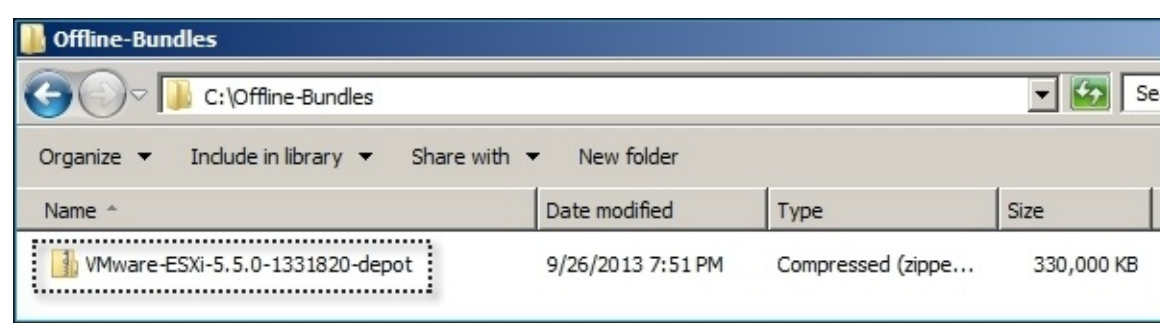 Offline-Bundles
C:\Offline-Bundles Se
Organize Include in library Share with New folder
Name Date modified Type Size
VMware-ESXi-5.5.0-1331820-depot 9/26/2013 7:51 PM Compressed (zippe... 330,000 KB